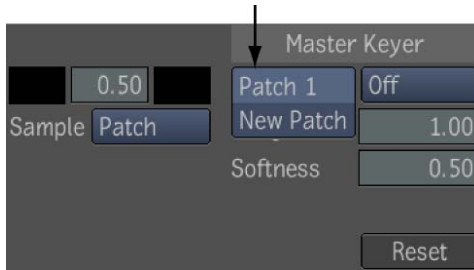 Master Keyer
0.50 Patch 1 Off
Sample Patch New Patch 1.00
Softness 0.50
Reset